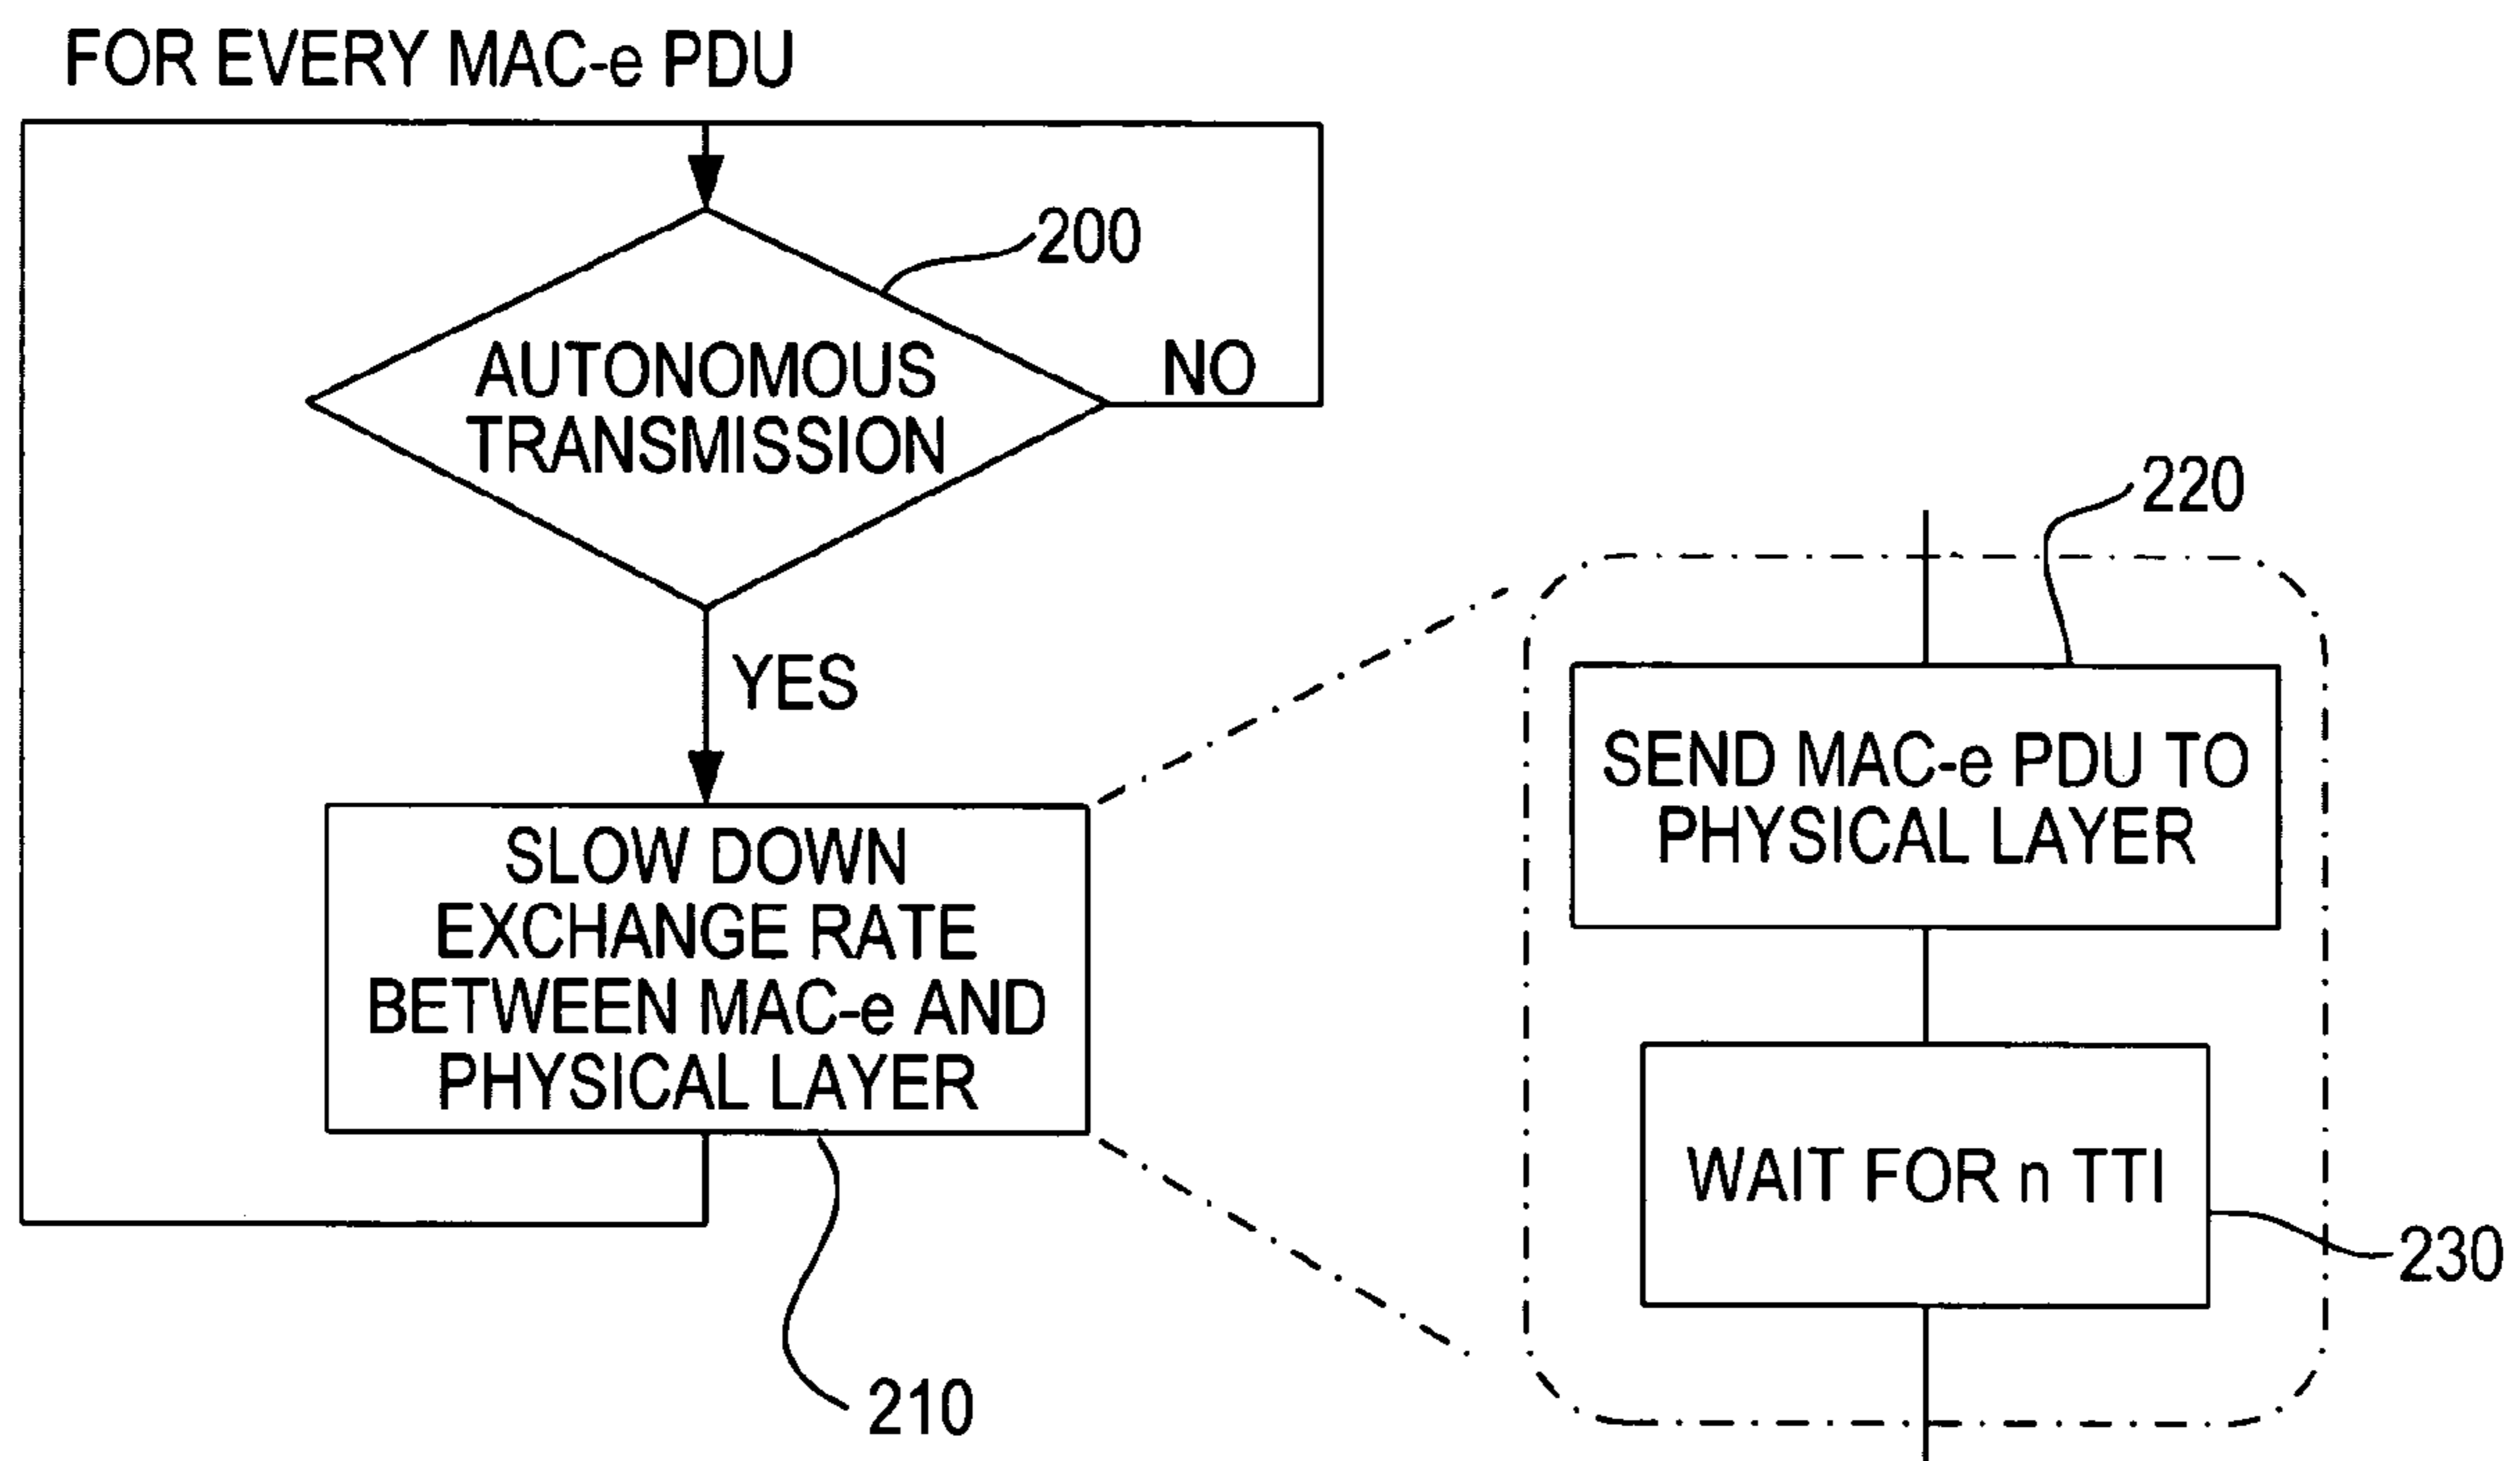 FOR EVERY MAC-e PDU
200
AUTONOMOUS
TRANSMISSION
NO
YES
SLOW DOWN
EXCHANGE RATE
BETWEEN MAC-e AND
PHYSICAL LAYER
210
220
SEND MAC-e PDU TO
PHYSICAL LAYER
WAIT FOR n TTI
230